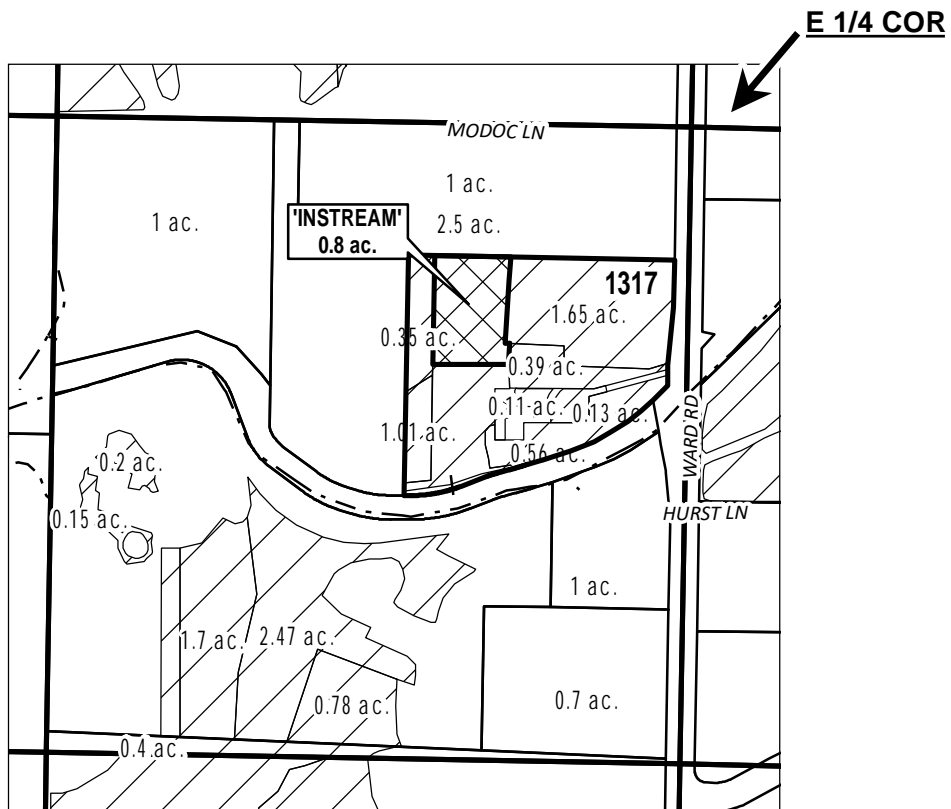 E 1/4 COR
MODOC LN
1 ac.
'INSTREAM'
0.8 ac.
2.5 ac.
1 ac.
1317
1.65 ac.
0.35 ac.
0.39 ac.
0.11 ac.
0.13 ac.
1.01 ac.
0.56 ac.
WARD RD
0.2 ac.
0.15 ac.
HURST LN
1 ac.
1.7 ac.
2.47 ac.
0.78 ac.
0.7 ac.
0.4 ac.